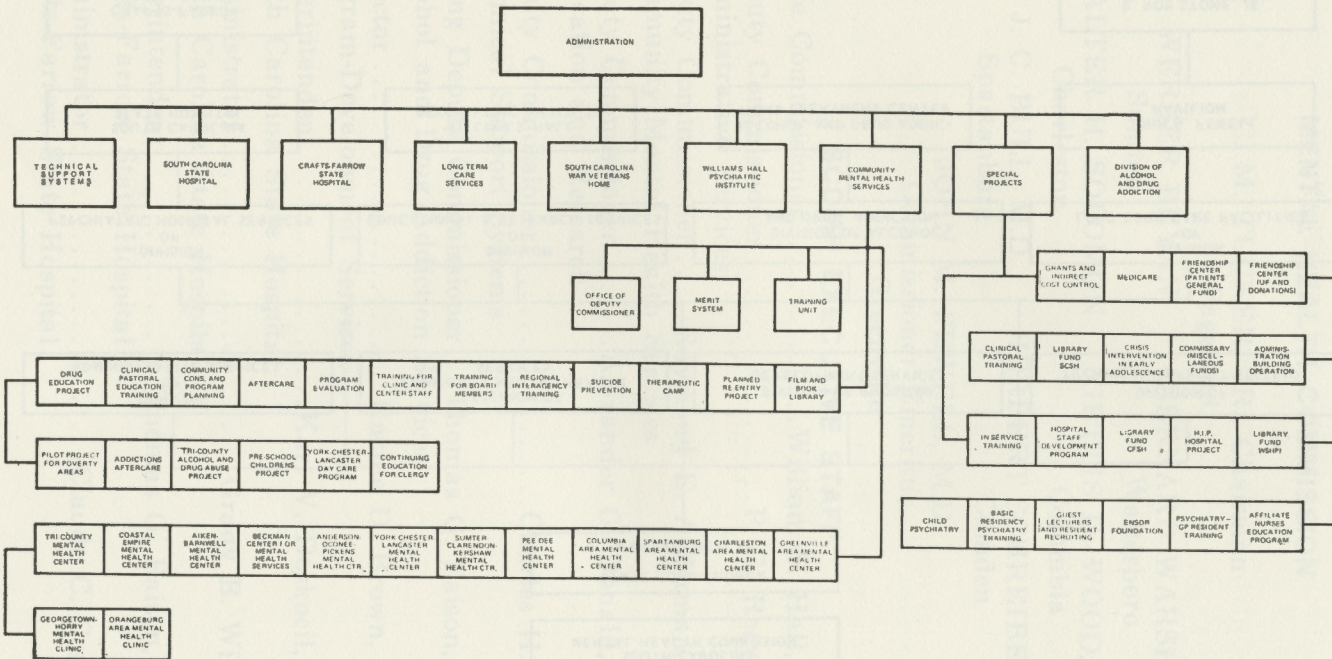 ADMINISTRATION
TECHNICAL
SUPPORT
SYSTEMS
SOUTH CAROLINA
STATE
HOSPITAL
CRAFTS-FARROW
STATE
HOSPITAL
LONG TERM
CARE
SERVICES
SOUTH CAROLINA
WAR VETERANS
HOME
WILLIAM S. HALL
PSYCHIATRIC
INSTITUTE
COMMUNITY
MENTAL HEALTH
SERVICES
SPECIAL
PROJECTS
DIVISION OF
ALCOHOL
AND DRUG
ADDICTION
OFFICE OF
DEPUTY
COMMISSIONER
MERIT
SYSTEM
TRAINING
UNIT
GRANTS AND
INDIRECT
COST CONTROL
MEDICARE
FRIENDSHIP
CENTER
(PATIENTS
GENERAL
FUND)
FRIENDSHIP
CENTER
(UF AND
DONATIONS)
CLINICAL
PASTORAL
TRAINING
LIBRARY
FUND
SCSH
CRISIS
INTERVENTION
IN EARLY
ADOLESCENCE
COMMISSARY
(MISCEL-
LANEOUS
FUNDS)
ADMINIS-
TRATION
BUILDING
OPERATION
IN SERVICE
TRAINING
HOSPITAL
STAFF
DEVELOPMENT
PROGRAM
LIBRARY
FUND
CFSH
H.I.P.
HOSPITAL
PROJECT
LIBRARY
FUND
WSHPI
CHILD
PSYCHIATRY
BASIC
RESIDENCY
PSYCHIATRY
TRAINING
GUEST
LECTURERS
AND RESIDENT
RECRUITING
ENSOR
FOUNDATION
PSYCHIATRY-
GP RESIDENT
TRAINING
AFFILIATE
NURSES
EDUCATION
PROGRAM
DRUG
EDUCATION
PROJECT
CLINICAL
PASTORAL
EDUCATION
TRAINING
COMMUNITY
CONS. AND
PROGRAM
PLANNING
AFTERCARE
PROGRAM
EVALUATION
TRAINING FOR
CLINIC AND
CENTER STAFF
TRAINING
FOR BOARD
MEMBERS
REGIONAL
INTERAGENCY
TRAINING
SUICIDE
PREVENTION
THERAPEUTIC
CAMP
PLANNED
RE-ENTRY
PROJECT
FILM AND
BOOK
LIBRARY
PILOT PROJECT
FOR POVERTY
AREAS
ADDICTIONS
AFTERCARE
TRI-COUNTY
ALCOHOL AND
DRUG ABUSE
PROJECT
PRE-SCHOOL
CHILDRENS
PROJECT
YORK-CHESTER-
LANCASTER
DAY CARE
PROGRAM
CONTINUING
EDUCATION
FOR CLERGY
TRI COUNTY
MENTAL
HEALTH
CENTER
COASTAL
EMPIRE
MENTAL HEALTH
CENTER
AIKEN-
BARNWELL
MENTAL HEALTH
CENTER
BECKMAN
CENTER FOR
MENTAL
HEALTH
SERVICES
ANDERSON-
OCONEE-
PICKENS
MENTAL
HEALTH CTR.
YORK CHESTER
LANCASTER
MENTAL
HEALTH
CENTER
SUMTER
CLARENDON-
KERSHAW
MENTAL
HEALTH CTR.
PEE DEE
MENTAL
HEALTH
CENTER
COLUMBIA
AREA MENTAL
HEALTH
CENTER
SPARTANBURG
AREA MENTAL
HEALTH
CENTER
CHARLESTON
AREA MENTAL
HEALTH
CENTER
GREENVILLE
AREA MENTAL
HEALTH
CENTER
GEORGETOWN-
HORRY
MENTAL
HEALTH
CLINIC
ORANGEBURG
AREA MENTAL
HEALTH
CLINIC